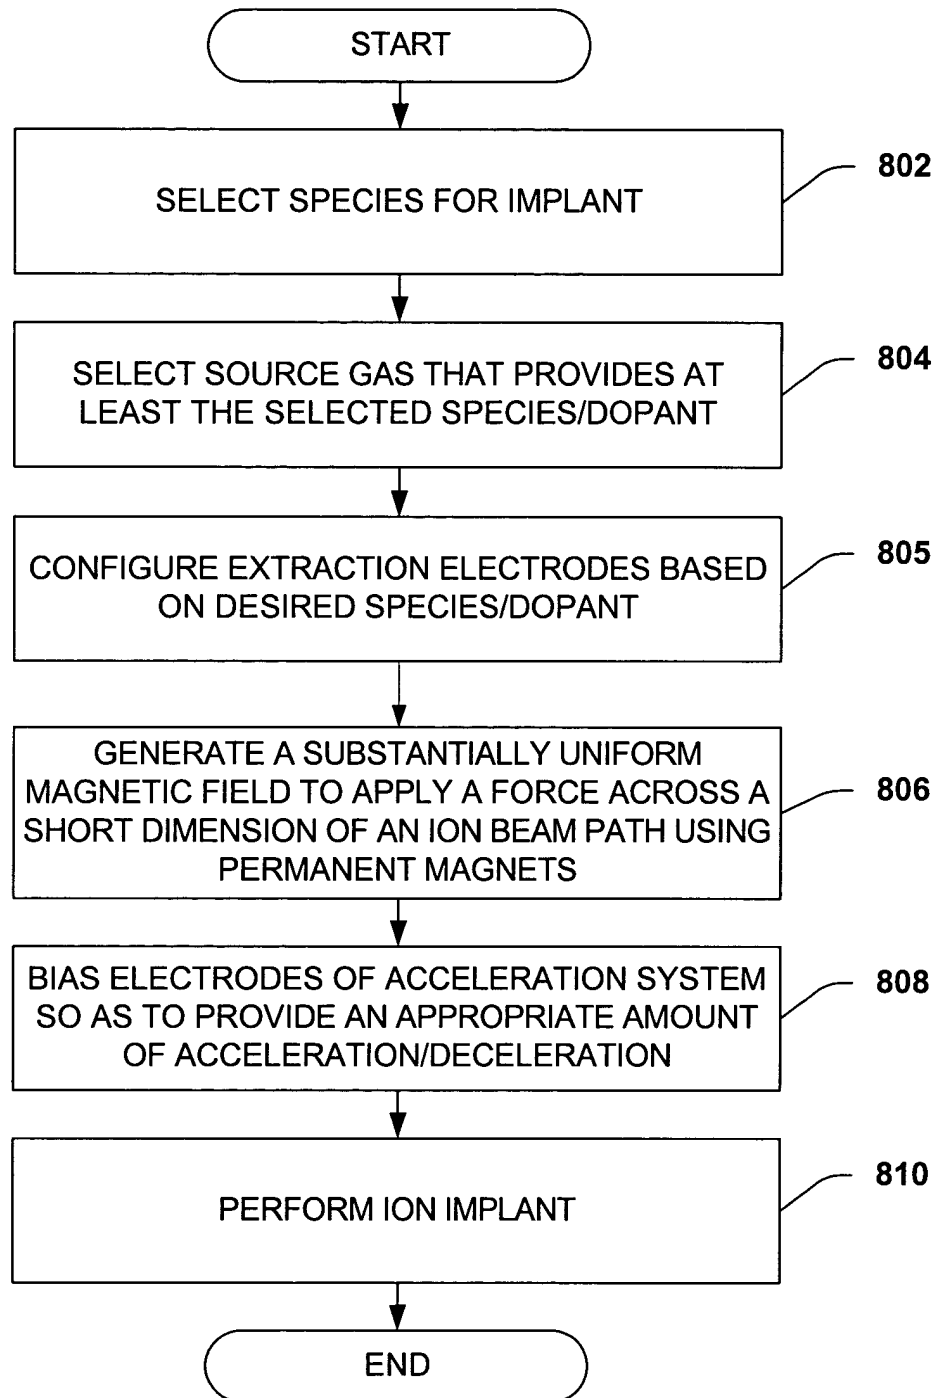 START
SELECT SPECIES FOR IMPLANT
802
SELECT SOURCE GAS THAT PROVIDES AT
LEAST THE SELECTED SPECIES/DOPANT
804
CONFIGURE EXTRACTION ELECTRODES BASED
ON DESIRED SPECIES/DOPANT
805
GENERATE A SUBSTANTIALLY UNIFORM
MAGNETIC FIELD TO APPLY A FORCE ACROSS A
SHORT DIMENSION OF AN ION BEAM PATH USING
PERMANENT MAGNETS
806
BIAS ELECTRODES OF ACCELERATION SYSTEM
SO AS TO PROVIDE AN APPROPRIATE AMOUNT
OF ACCELERATION/DECELERATION
808
PERFORM ION IMPLANT
810
END